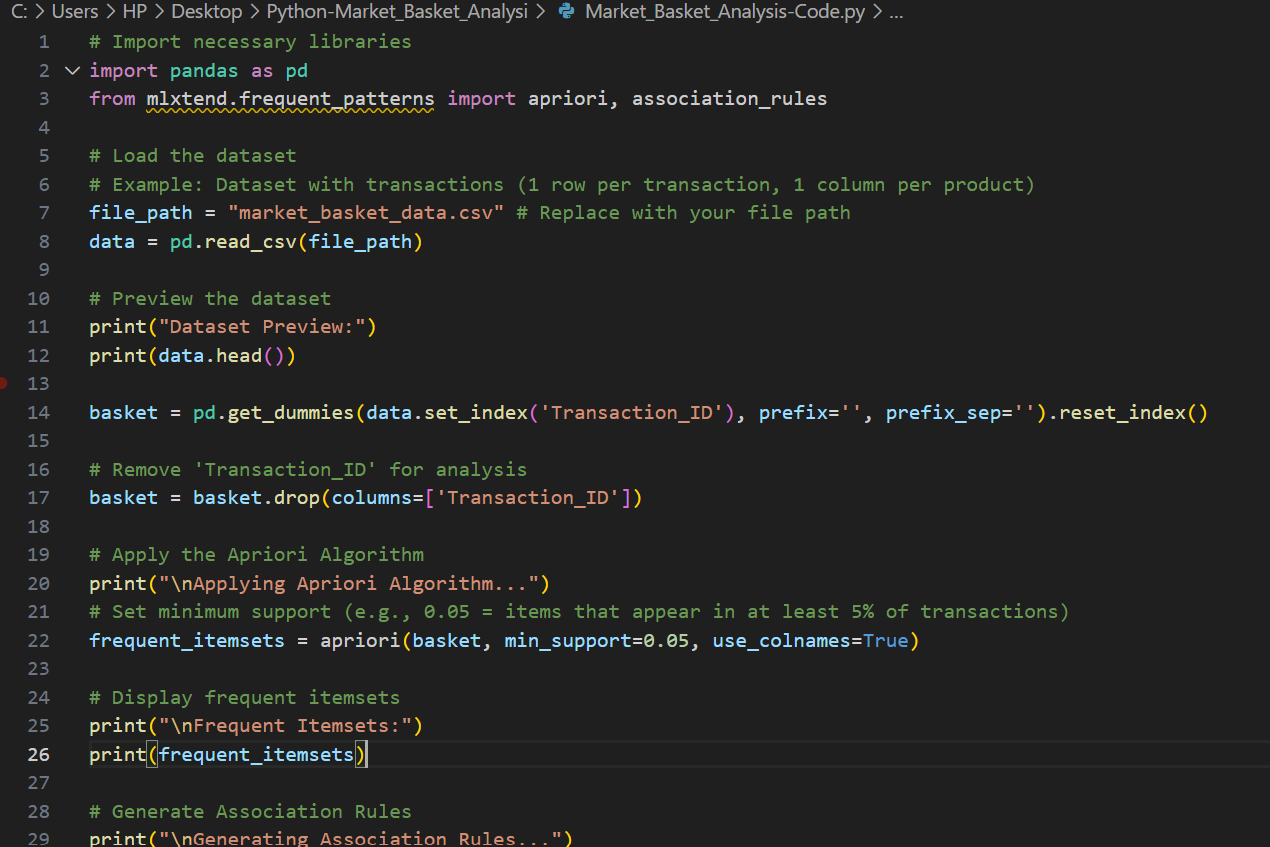 C: > Users > HP > Desktop > Python-Market_Basket_Analysi > Market_Basket_Analysis-Code.py > ...
1 # Import necessary libraries
2 import pandas as pd
3 from mlxtend.frequent_patterns import apriori, association_rules
4
5 # Load the dataset
6 # Example: Dataset with transactions (1 row per transaction, 1 column per product)
7 file_path = "market_basket_data.csv" # Replace with your file path
8 data = pd.read_csv(file_path)
9
10 # Preview the dataset
11 print("Dataset Preview:")
12 print(data.head())
13
14 basket = pd.get_dummies(data.set_index('Transaction_ID'), prefix='', prefix_sep='').reset_index()
15
16 # Remove 'Transaction_ID' for analysis
17 basket = basket.drop(columns=['Transaction_ID'])
18
19 # Apply the Apriori Algorithm
20 print("\nApplying Apriori Algorithm...")
21 # Set minimum support (e.g., 0.05 = items that appear in at least 5% of transactions)
22 frequent_itemsets = apriori(basket, min_support=0.05, use_colnames=True)
23
24 # Display frequent itemsets
25 print("\nFrequent Itemsets:")
26 print(frequent_itemsets)
27
28 # Generate Association Rules
29 print("\nGenerating Association Rules...")